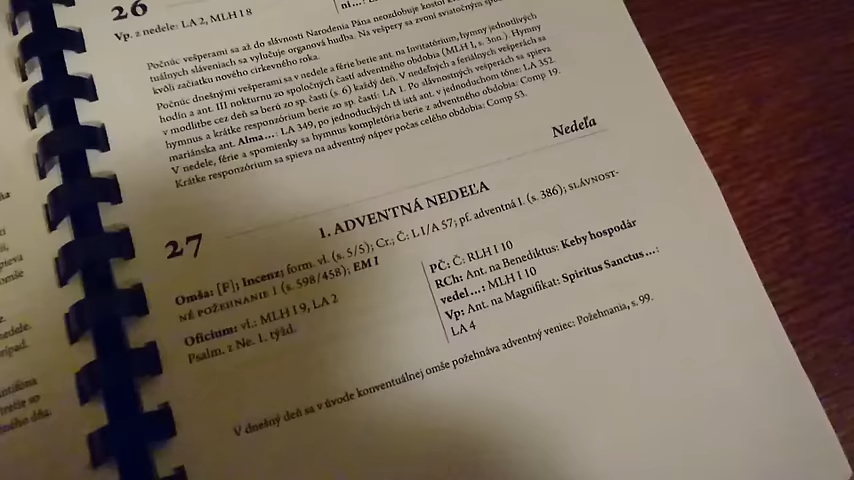 26
Vp. z nedele: LA 2, MLH I 8
Počnúc vešperami sa až do slávnosti Narodenia Pána neozdobuje kostol
tuálnych sláveniach sa vylučuje organová hudba. Na vešpery sa zvoní sviatočným
kvôli začiatku nového cirkevného roka.
Počnúc dnešnými vešperami sa v nedele a férie berie ant. na Invitatórium, hymny jednotlivých
hodín a ant. III nokturnu zo spoločných častí adventného obdobia (MLH I, s. 3nn.). Hymny
v modlitbe cez deň sa berú zo sp. časti (s. 6) každý deň. V nedeľných a feriálnych vešperách sa
hymnus a krátke responzórium berie zo sp. častí: LA 1. Po slávnostných vešperách sa spieva
mariánska ant. Alma...: LA 349, po jednoduchých tá istá ant. v jednoduchom tóne: LA 352.
V nedele, férie a spomienky sa hymnus kompletória berie z adventného obdobia: Comp 19.
Krátke responzórium sa spieva na adventný nápev počas celého obdobia: Comp 53.
Nedeľa
27
1. ADVENTNÁ NEDEĽA
Omša: [F]; Incenz; form. vl. (s. 5/5); Cr.; Č: L I/A 57; pf. adventná I. (s. 386); SLÁVNOST-
NÉ POŽEHNANIE 1 (s. 598/458); EM I
Ofícium: vl.: MLH I 9, LA 2
Psalm. z Ne. 1. týžd.
PČ: Č: RLH I 10
RCh: Ant. na Benediktus: Keby hospodár
vedel...: MLH I 10
Vp: Ant. na Magnifikat: Spiritus Sanctus...:
LA 4
V dnešný deň sa v úvode konventuálnej omše požehnáva adventný veniec: Požehnania, s. 99.